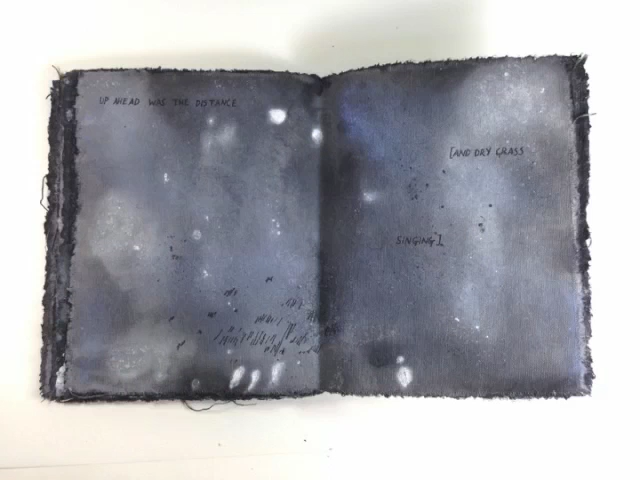 UP AHEAD WAS THE DISTANCE
[AND DRY GRASS
SINGING].